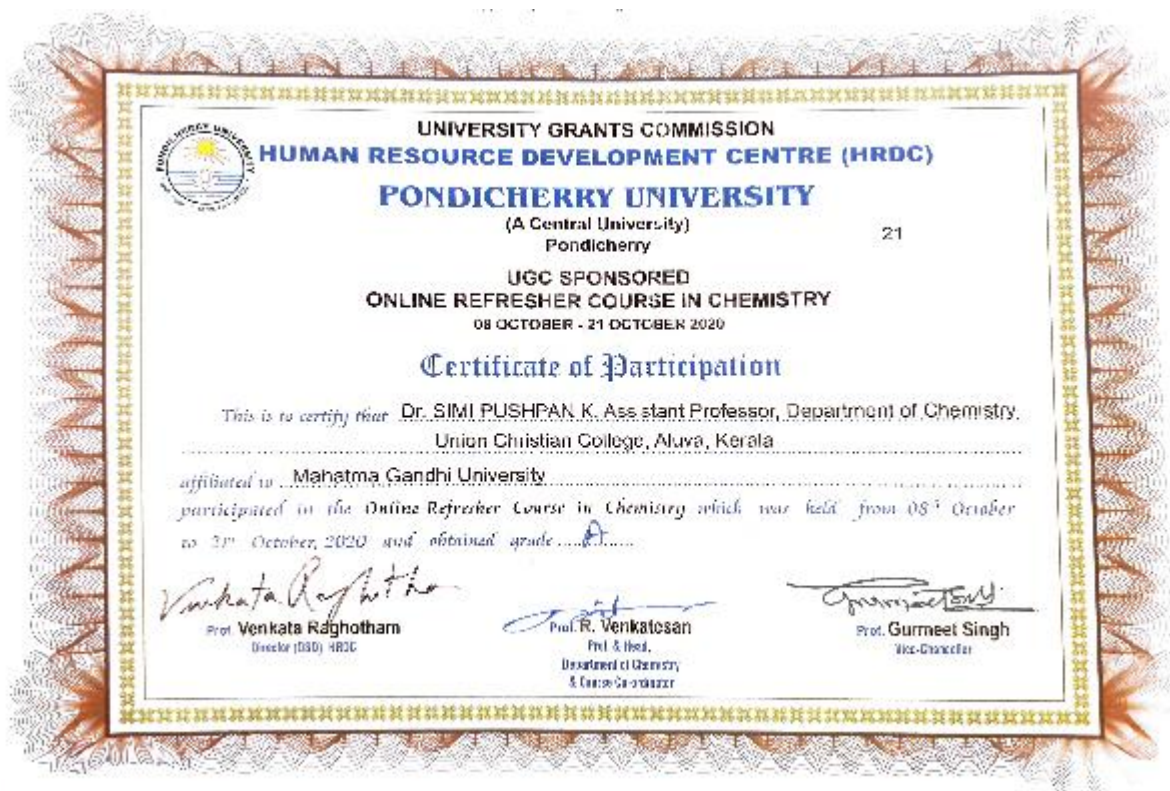 PONDICHERRY UNIVERSITY
UNIVERSITY GRANTS COMMISSION
HUMAN RESOURCE DEVELOPMENT CENTRE (HRDC)
PONDICHERRY UNIVERSITY
(A Central University)
Pondicherry
21
UGC SPONSORED
ONLINE REFRESHER COURSE IN CHEMISTRY
08 OCTOBER - 21 OCTOBER 2020
Certificate of Participation
This is to certify that Dr. SIMI PUSHPAN K. Assistant Professor, Department of Chemistry,
Union Christian College, Aluva, Kerala
affiliated to Mahatma Gandhi University
participated in the Online Refresher Course in Chemistry which was held from 08th October
to 21st October, 2020 and obtained grade
Venkata Raghotha
Prof. Venkata Raghotham
Prof. R. Venkatesan
Prof. Gurmeet Singh
Director (OSD) HRDC
Prof. & Head,
Vice-Chancellor
Department of Chemistry
& Course Co-ordinator